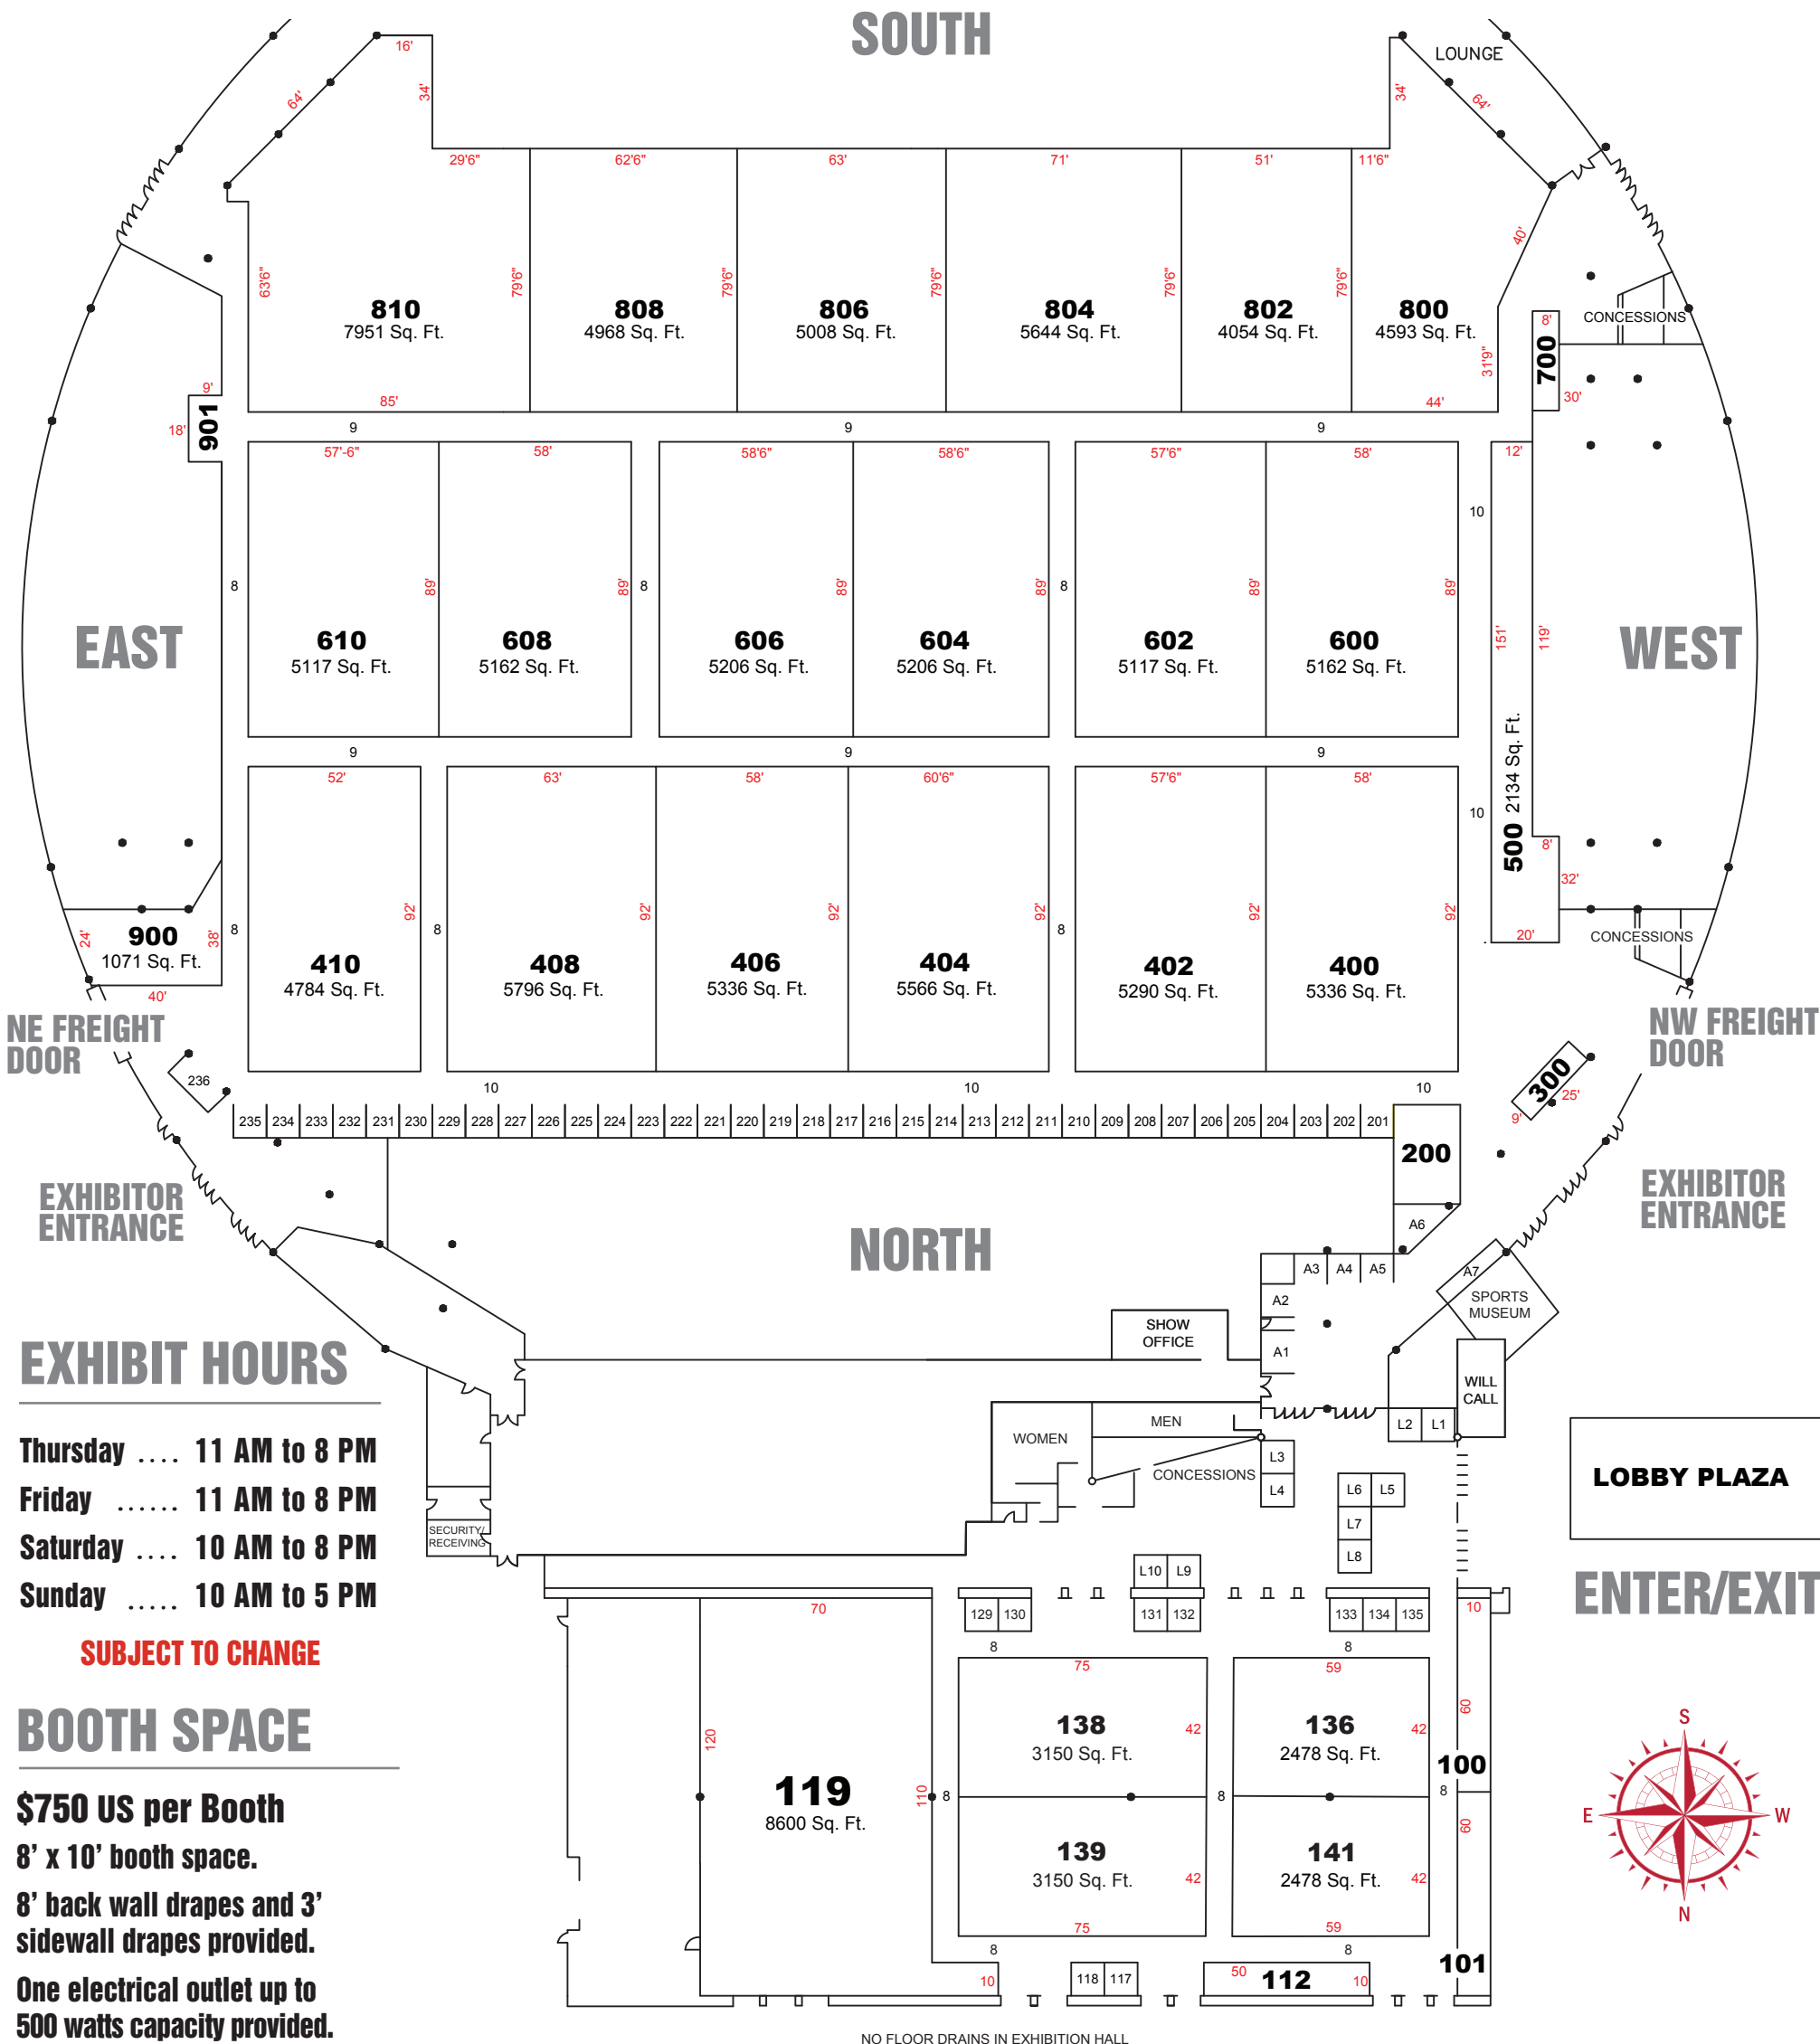 SOUTH
LOUNGE
16'
34'
64'
34'
64'
29'6"
62'6"
63'
71'
51'
11'6"
63'6"
79'6"
79'6"
79'6"
79'6"
79'6"
40'
810
7951 Sq. Ft.
808
4968 Sq. Ft.
806
5008 Sq. Ft.
804
5644 Sq. Ft.
802
4054 Sq. Ft.
800
4593 Sq. Ft.
31'9"
8'
700
30'
CONCESSIONS
9'
18'
901
85'
44'
9
9
9
57'-6"
58'
58'6"
58'6"
57'6"
58'
12'
10
8
89'
89'
8
89'
89'
8
89'
89'
151'
119'
EAST
610
5117 Sq. Ft.
608
5162 Sq. Ft.
606
5206 Sq. Ft.
604
5206 Sq. Ft.
602
5117 Sq. Ft.
600
5162 Sq. Ft.
WEST
9
9
9
500 2134 Sq. Ft.
52'
63'
58'
60'6"
57'6"
58'
10
8'
32'
20'
CONCESSIONS
24'
900
1071 Sq. Ft.
38'
40'
8
92'
8
92'
92'
92'
8
92'
92'
410
4784 Sq. Ft.
408
5796 Sq. Ft.
406
5336 Sq. Ft.
404
5566 Sq. Ft.
402
5290 Sq. Ft.
400
5336 Sq. Ft.
NE FREIGHT
DOOR
NW FREIGHT
DOOR
236
10
10
10
300
9'
25'
235 234 233 232 231 230 229 228 227 226 225 224 223 222 221 220 219 218 217 216 215 214 213 212 211 210 209 208 207 206 205 204 203 202 201
200
EXHIBITOR
ENTRANCE
EXHIBITOR
ENTRANCE
NORTH
A6
A3 A4 A5
A7
A2
A1
SPORTS
MUSEUM
SHOW
OFFICE
WILL
CALL
L2 L1
MEN
WOMEN
CONCESSIONS
L3
L4
L6 L5
L7
L8
L10 L9
SECURITY/
RECEIVING
LOBBY PLAZA
ENTER/EXIT
EXHIBIT HOURS
Thursday .... 11 AM to 8 PM
Friday ...... 11 AM to 8 PM
Saturday .... 10 AM to 8 PM
Sunday ..... 10 AM to 5 PM
SUBJECT TO CHANGE
BOOTH SPACE
$750 US per Booth
8’ x 10’ booth space.
8’ back wall drapes and 3’
sidewall drapes provided.
One electrical outlet up to
500 watts capacity provided.
70
129 130
131 132
133 134 135
10
8
8
75
59
120
119
8600 Sq. Ft.
110
138
3150 Sq. Ft.
42
136
2478 Sq. Ft.
42
60
100
8
8
8
60
139
3150 Sq. Ft.
42
141
2478 Sq. Ft.
42
75
59
8
8
101
10
118 117
50
112
10
S
E
W
N
NO FLOOR DRAINS IN EXHIBITION HALL